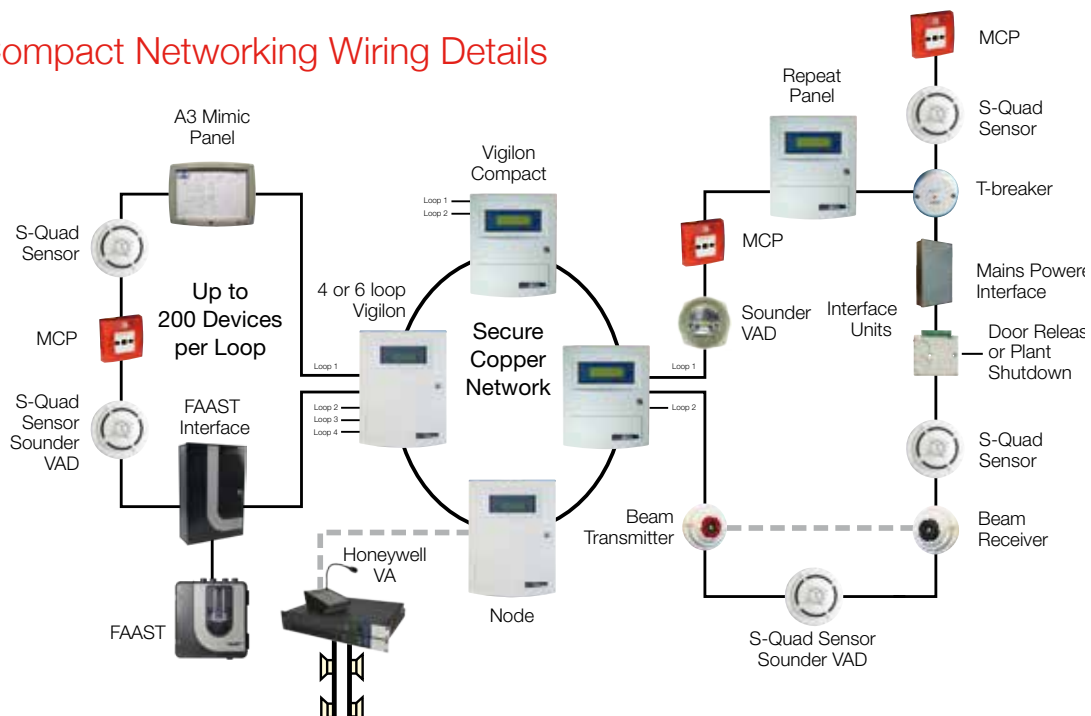 ompact Networking Wiring Details
A3 Mimic
Panel
S-Quad
Sensor
MCP
S-Quad
Sensor
Sounder
VAD
Up to
200 Devices
per Loop
FAAST
Interface
FAAST
4 or 6 loop
Vigilon
Loop 1
Loop 2
Loop 3
Loop 4
Vigilon
Compact
Loop 1
Loop 2
Secure
Copper
Network
Node
Honeywell
VA
Loop 1
Loop 2
MCP
Sounder
VAD
Repeat
Panel
MCP
S-Quad
Sensor
T-breaker
Mains Powere
Interface
Interface
Units
Door Releas
or Plant
Shutdown
S-Quad
Sensor
Beam
Transmitter
Beam
Receiver
S-Quad Sensor
Sounder VAD